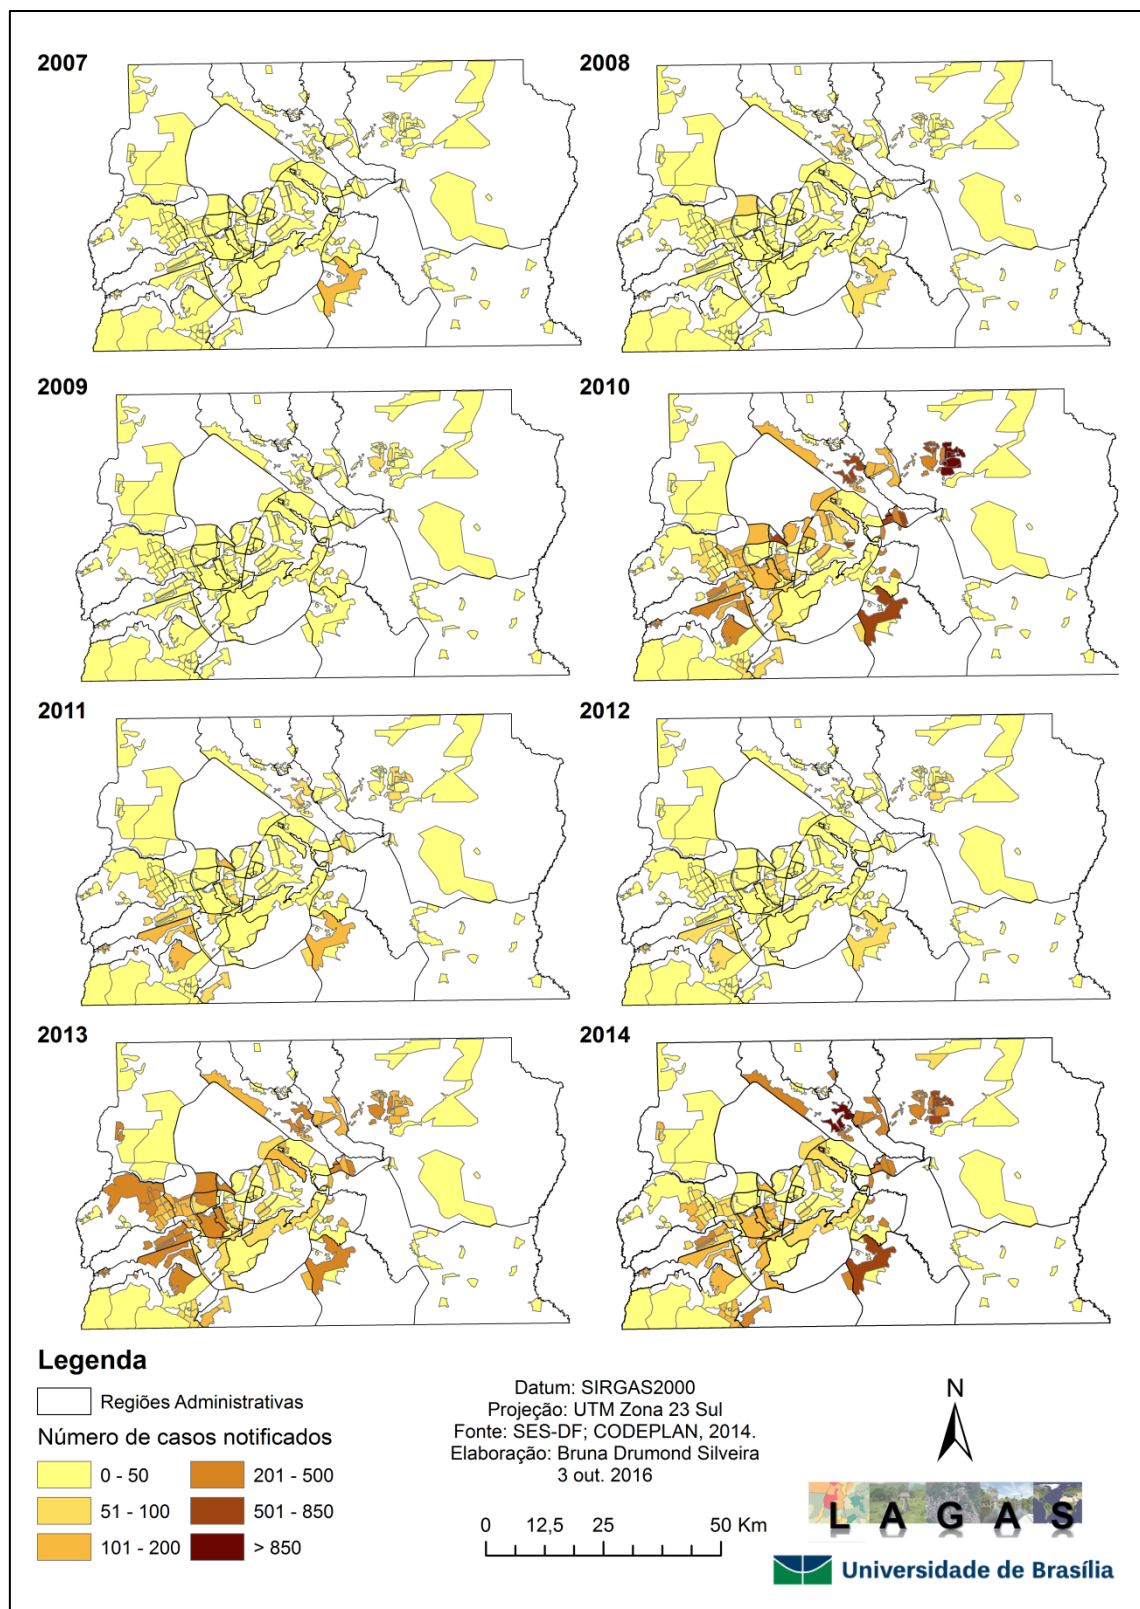 2007
2008
2009
2010
2011
2012
2013
2014
Legenda
Regiões Administrativas
Número de casos notificados
0 - 50
201 - 500
51 - 100
501 - 850
101 - 200
> 850
Datum: SIRGAS2000
Projeção: UTM Zona 23 Sul
Fonte: SES-DF; CODEPLAN, 2014.
Elaboração: Bruna Drumond Silveira
3 out. 2016
0 12,5 25 50 Km
N
L A G A S
Universidade de Brasília